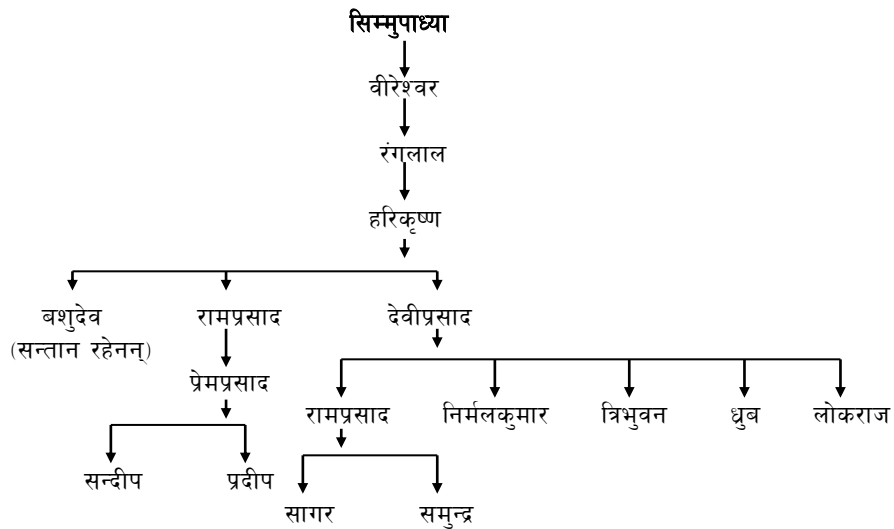 सिम्मुपाध्या
वीरेश्वर
रंगलाल
हरिकृष्ण
बशुदेव रामप्रसाद देवीप्रसाद
(सन्तान रहेनन्)
प्रेमप्रसाद
रामप्रसाद निर्मलकुमार त्रिभुवन ध्रुब लोकराज
सन्दीप प्रदीप
सागर समुन्द्र